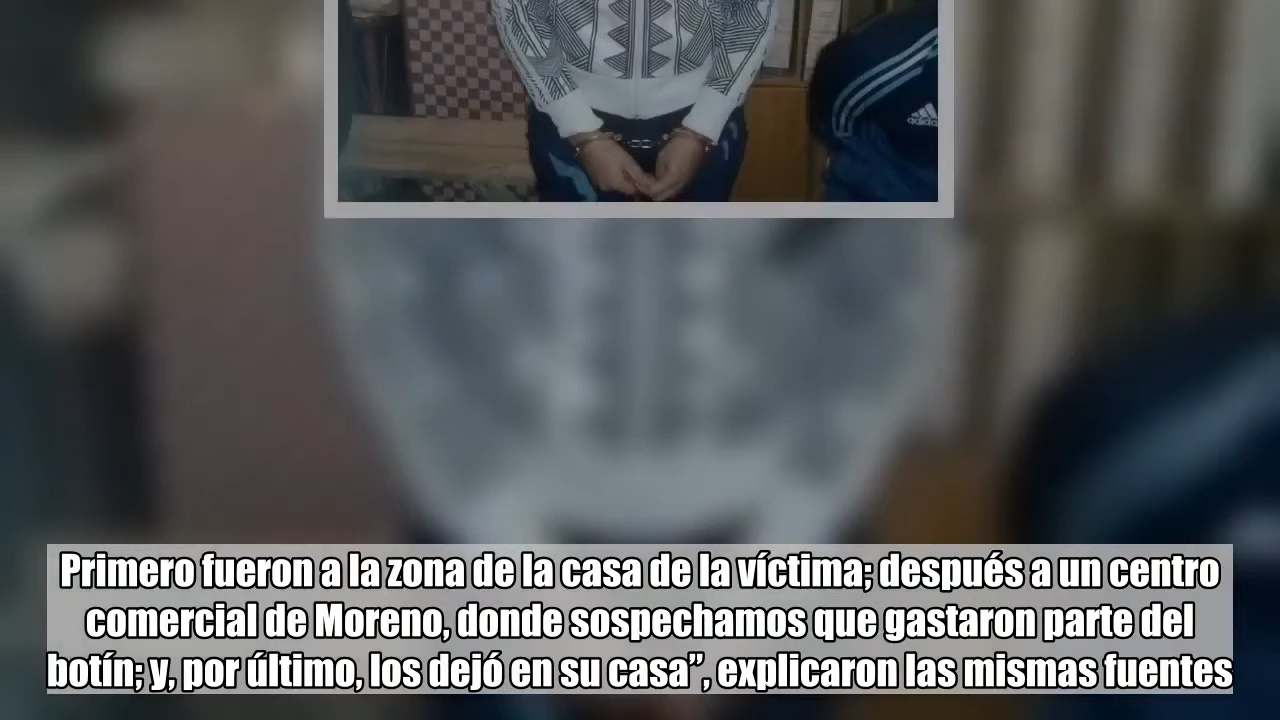 adidas
Primero fueron a la zona de la casa de la víctima; después a un centro
comercial de Moreno, donde sospechamos que gastaron parte del
botín; y, por último, los dejó en su casa”, explicaron las mismas fuentes